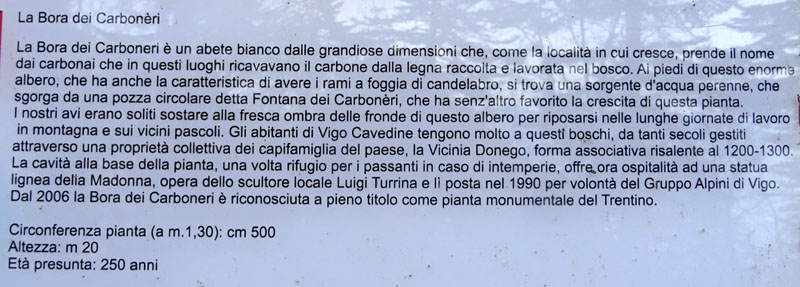 La Bora dei Carbonèri
La Bora dei Carboneri è un abete bianco dalle grandiose dimensioni che, come la località in cui cresce, prende il nome
dai carbonai che in questi luoghi ricavavano il carbone dalla legna raccolta e lavorata nel bosco. Ai piedi di questo enorme
albero, che ha anche la caratteristica di avere i rami a foggia di candelabro, si trova una sorgente d'acqua perenne, che
sgorga da una pozza circolare detta Fontana dei Carbonèri, che ha senz'altro favorito la crescita di questa pianta.
I nostri avi erano soliti sostare alla fresca ombra delle fronde di questo albero per riposarsi nelle lunghe giornate di lavoro
in montagna e sui vicini pascoli. Gli abitanti di Vigo Cavedine tengono molto a questi boschi, da tanti secoli gestiti
attraverso una proprietà collettiva dei capifamiglia del paese, la Vicinia Donego, forma associativa risalente al 1200-1300.
La cavità alla base della pianta, una volta rifugio per i passanti in caso di intemperie, offre ora ospitalità ad una statua
lignea della Madonna, opera dello scultore locale Luigi Turrina e lì posta nel 1990 per volontà del Gruppo Alpini di Vigo.
Dal 2006 la Bora dei Carboneri è riconosciuta a pieno titolo come pianta monumentale del Trentino.
Circonferenza pianta (a m.1,30): cm 500
Altezza: m 20
Età presunta: 250 anni